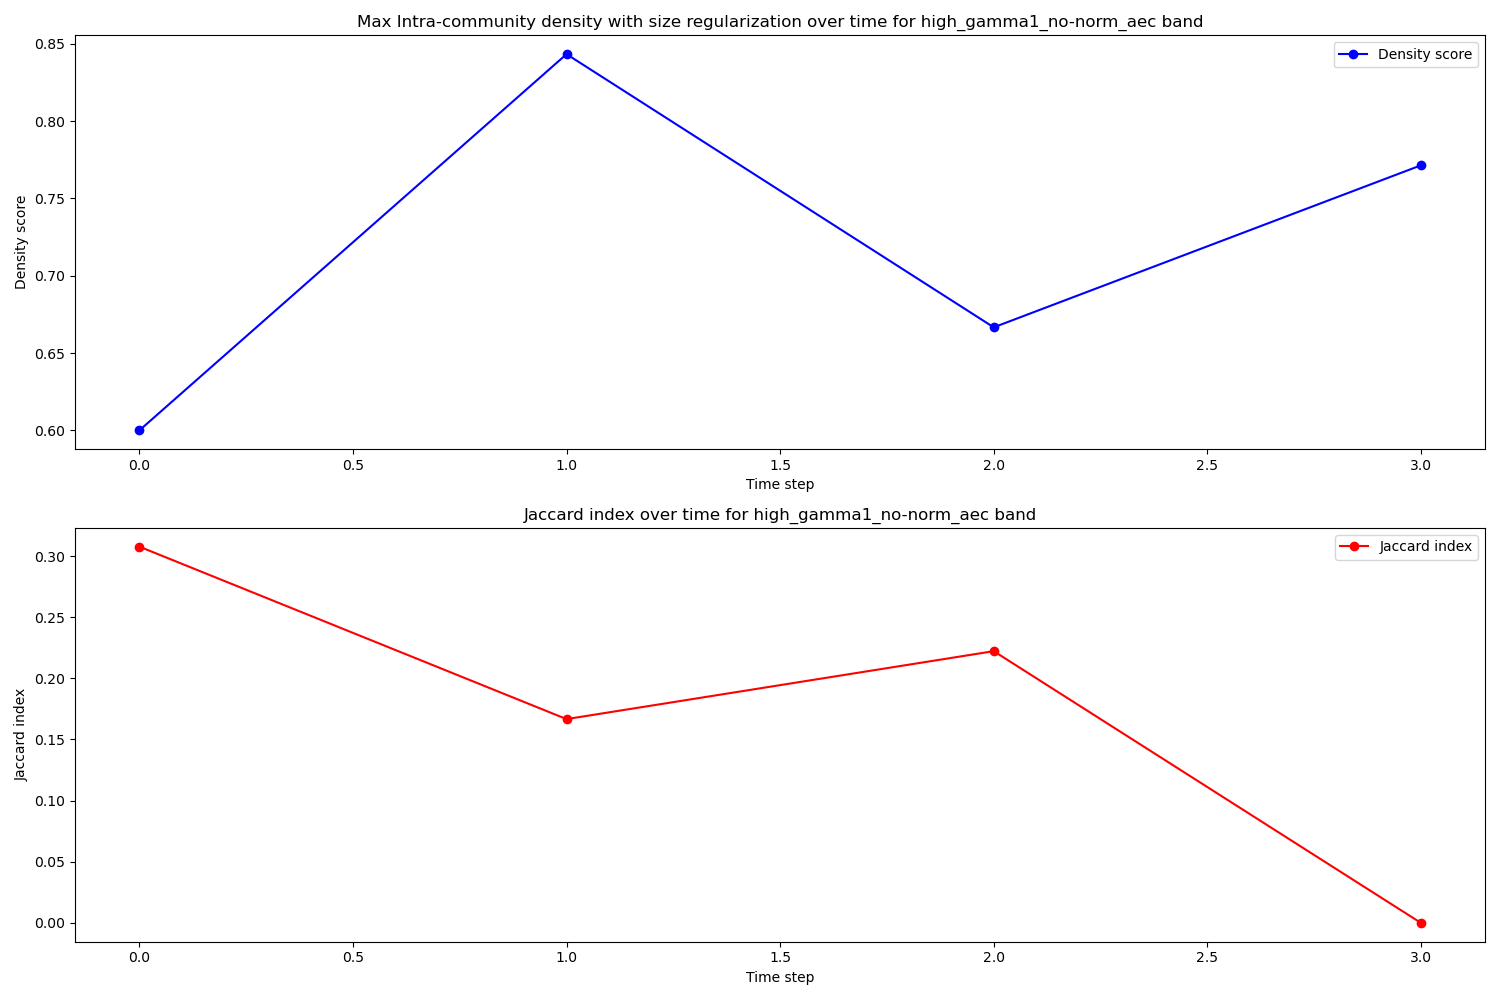 Max Intra-community density with size regularization over time for high_gamma1_no-norm_aec band
0.85
0.80
0.75
0.70
0.65
0.60
Density score
Density score
0.0 0.5 1.0 1.5 2.0 2.5 3.0
Time step
Jaccard index over time for high_gamma1_no-norm_aec band
0.30
0.25
0.20
0.15
0.10
0.05
0.00
Jaccard index
Jaccard index
0.0 0.5 1.0 1.5 2.0 2.5 3.0
Time step